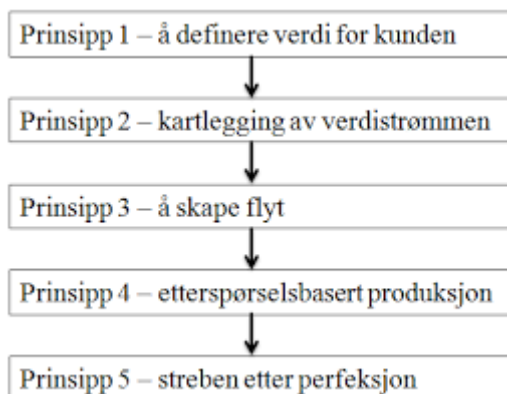 Prinsipp 1 – å definere verdi for kunden
Prinsipp 2 – kartlegging av verdistrømmen
Prinsipp 3 – å skape flyt
Prinsipp 4 – etterspørselsbasert produksjon
Prinsipp 5 – streben etter perfeksjon